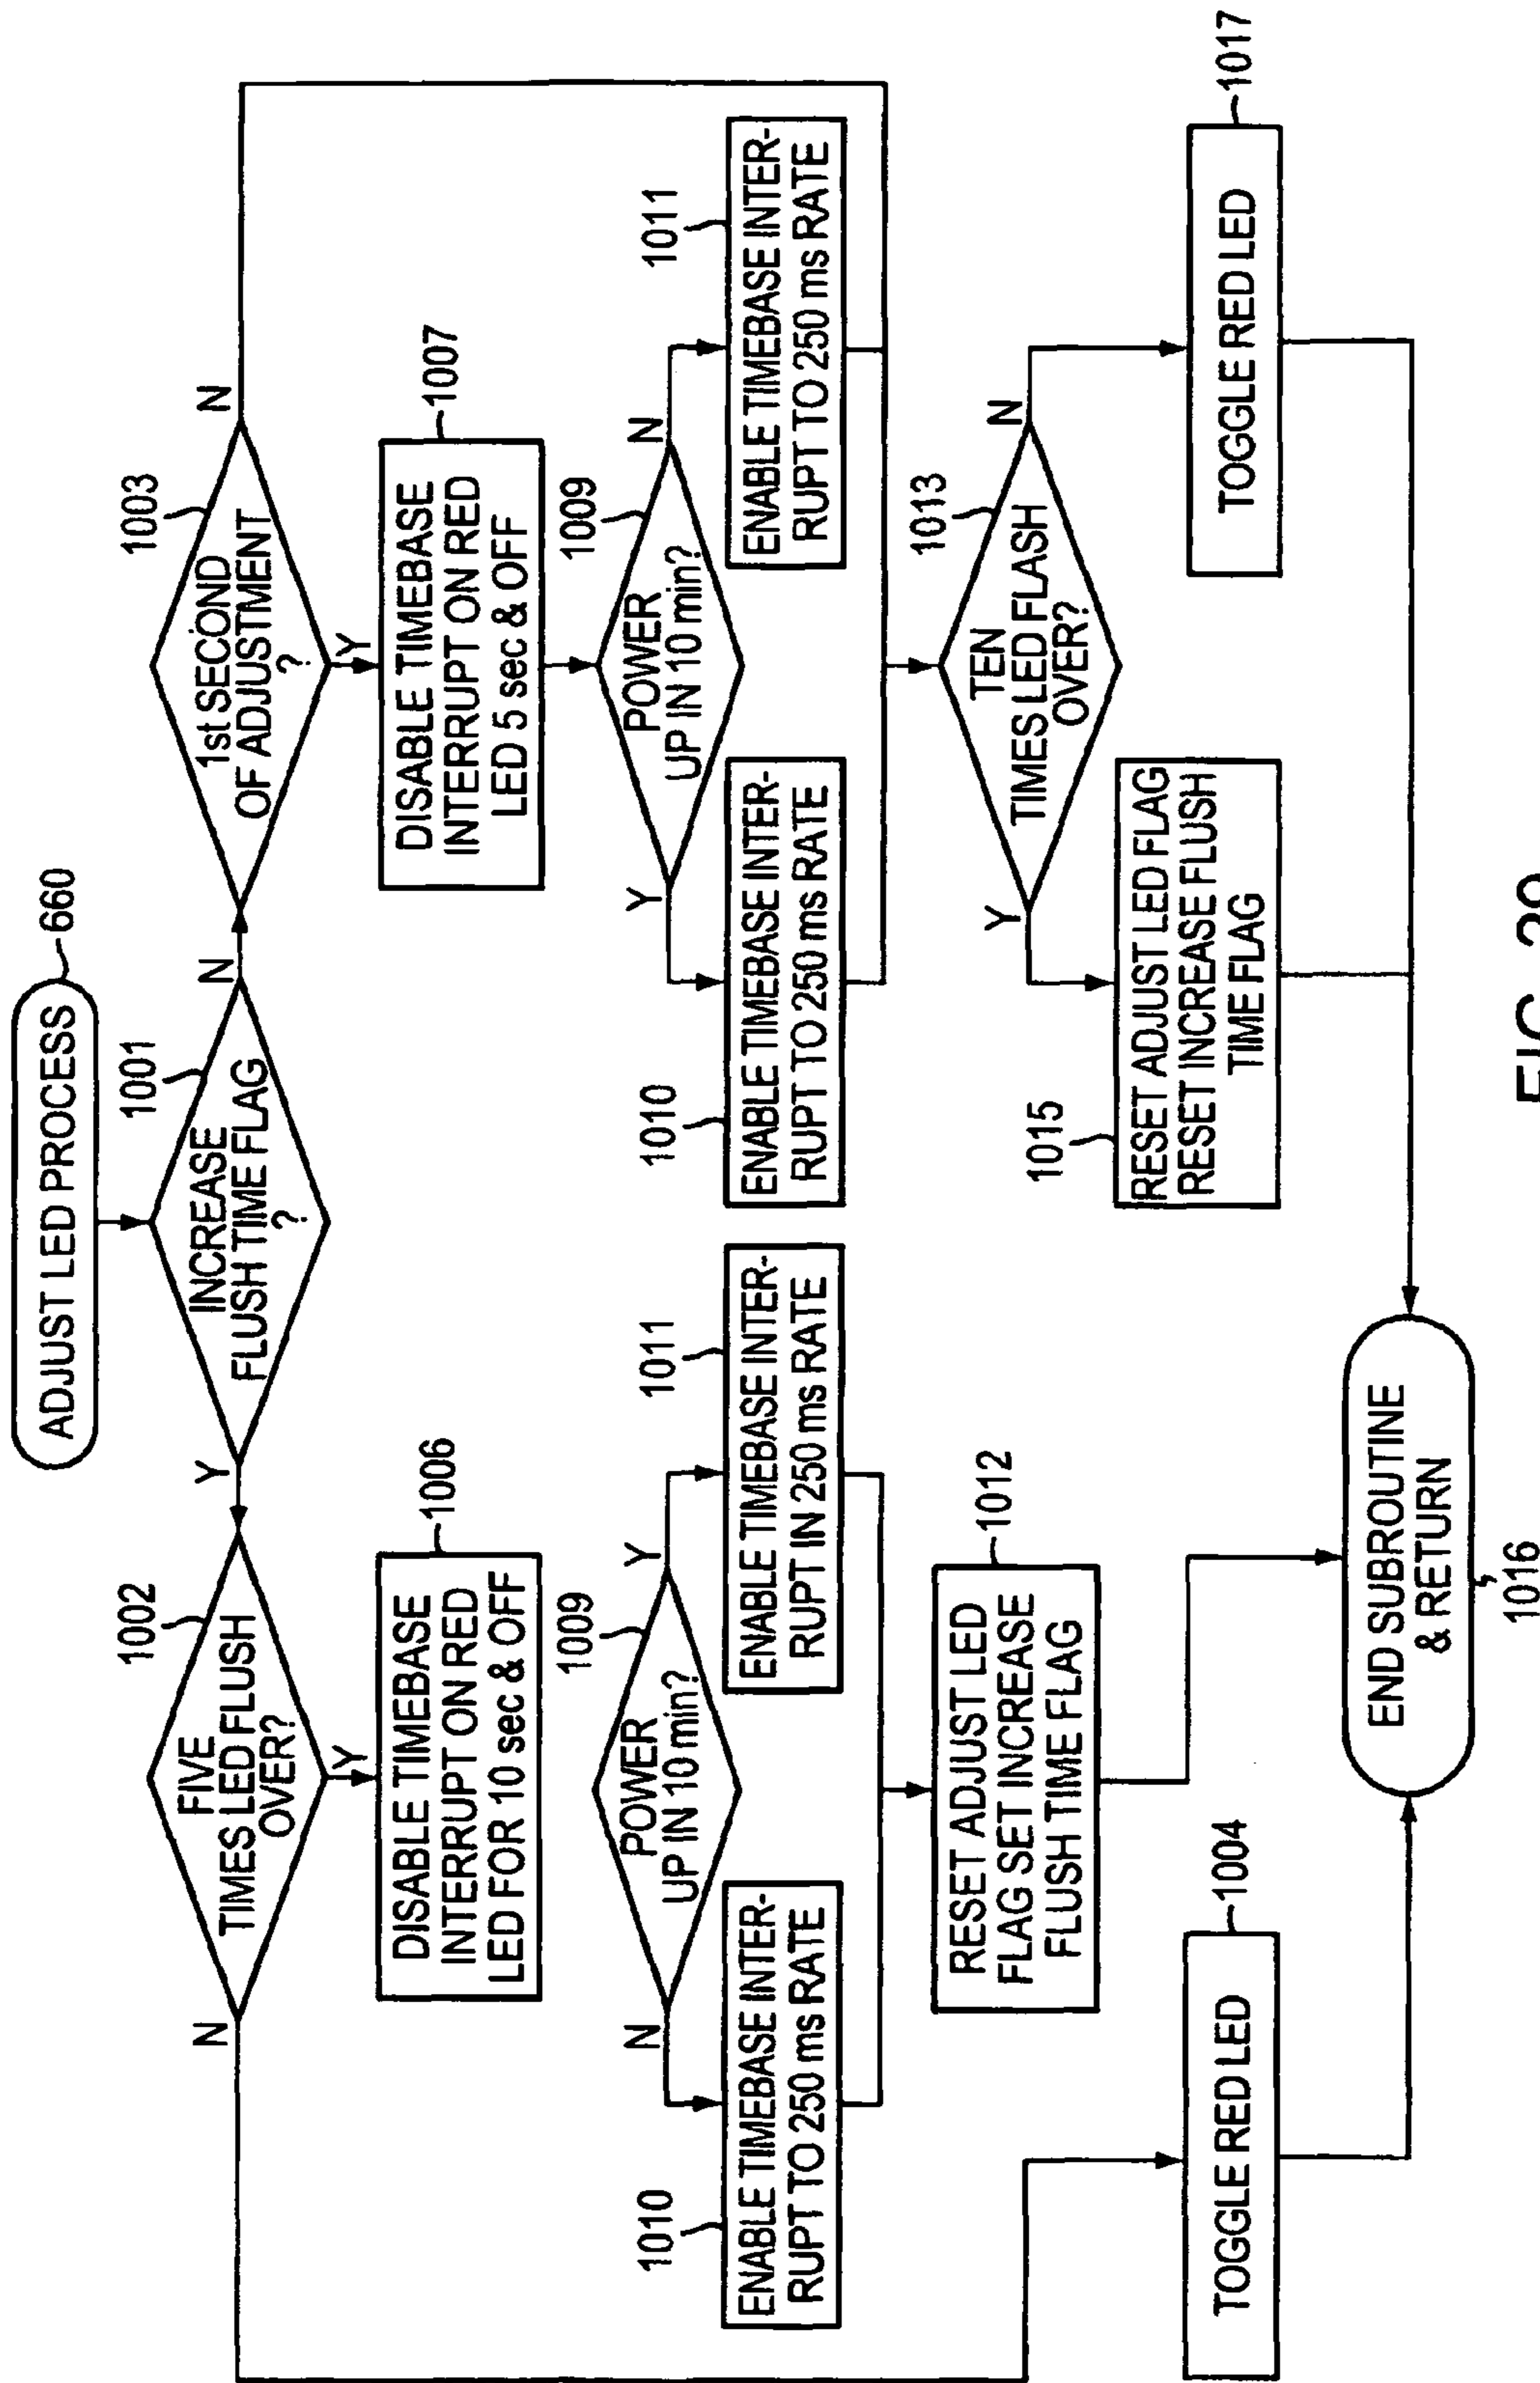 ADJUST LED PROCESS
660
INCREASE
FLUSH TIME FLAG
?
1001
Y
N
FIVE
TIMES LED FLUSH
OVER?
1002
N
Y
1st SECOND
OF ADJUSTMENT
?
1003
N
Y
DISABLE TIMEBASE
INTERRUPT ON RED
LED FOR 10 sec & OFF
1006
DISABLE TIMEBASE
INTERRUPT ON RED
LED 5 sec & OFF
1007
POWER
UP IN 10 min?
1009
N
Y
POWER
UP IN 10 min?
1009
Y
N
1010
ENABLE TIMEBASE INTER-
RUPT TO 250 ms RATE
1011
ENABLE TIMEBASE INTER-
RUPT IN 250 ms RATE
1010
ENABLE TIMEBASE INTER-
RUPT TO 250 ms RATE
1011
ENABLE TIMEBASE INTER-
RUPT TO 250 ms RATE
RESET ADJUST LED
FLAG SET INCREASE
FLUSH TIME FLAG
1012
TEN
TIMES LED FLASH
OVER?
1013
Y
N
TOGGLE RED LED
1004
1015
RESET ADJUST LED FLAG
RESET INCREASE FLUSH
TIME FLAG
TOGGLE RED LED
1017
END SUBROUTINE
& RETURN
1016